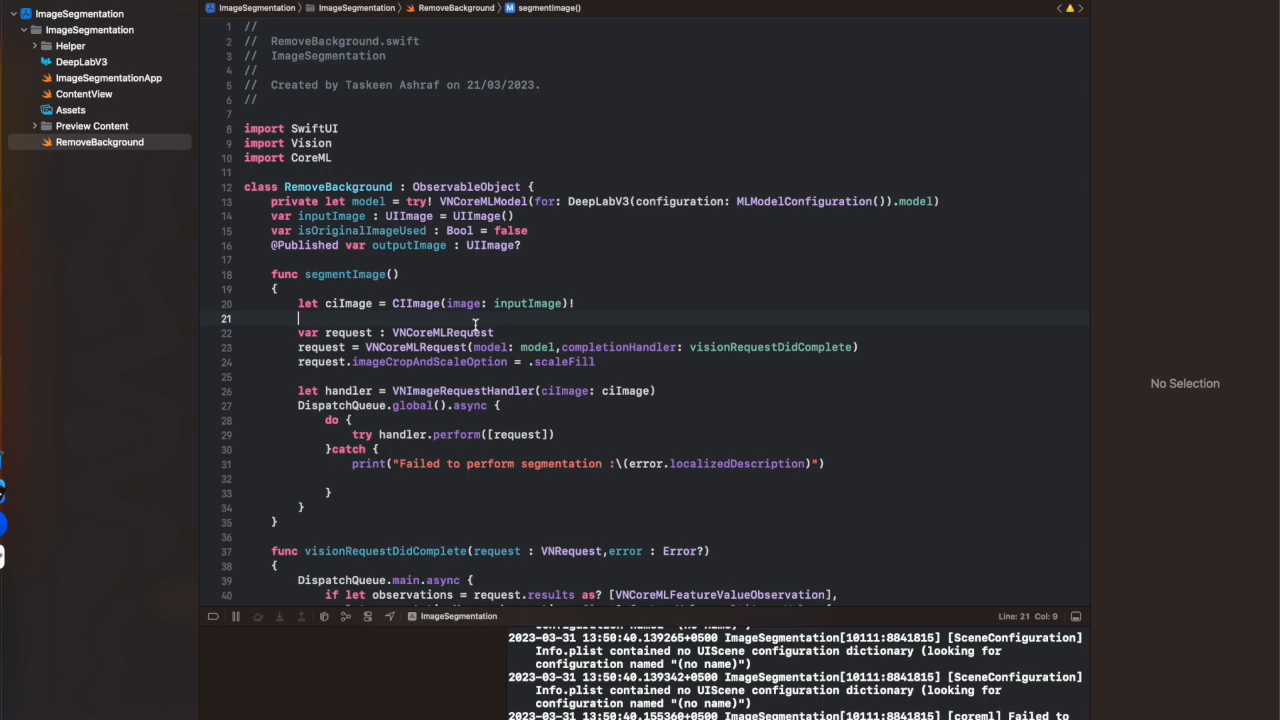 ImageSegmentation
ImageSegmentation
Helper
DeepLabV3
ImageSegmentationApp
ContentView
Assets
Preview Content
RemoveBackground
ImageSegmentation ImageSegmentation RemoveBackground M segmentImage()
1 //
2 // RemoveBackground.swift
3 // ImageSegmentation
4 //
5 // Created by Taskeen Ashraf on 21/03/2023.
6 //
7
8 import SwiftUI
9 import Vision
10 import CoreML
11
12 class RemoveBackground : ObservableObject {
13 private let model = try! VNCoreMLModel(for: DeepLabV3(configuration: MLModelConfiguration()).model)
14 var inputImage : UIImage = UIImage()
15 var isOriginalImageUsed : Bool = false
16 @Published var outputImage : UIImage?
17
18 func segmentImage()
19 {
20 let ciImage = CIImage(image: inputImage)!
21
22 var request : VNCoreMLRequest
23 request = VNCoreMLRequest(model: model,completionHandler: visionRequestDidComplete)
24 request.imageCropAndScaleOption = .scaleFill
25
26 let handler = VNImageRequestHandler(ciImage: ciImage)
27 DispatchQueue.global().async {
28 do {
29 try handler.perform([request])
30 }catch {
31 print("Failed to perform segmentation :\(error.localizedDescription)")
32
33 }
34 }
35 }
36
37 func visionRequestDidComplete(request : VNRequest,error : Error?)
38 {
39 DispatchQueue.main.async {
40 if let observations = request.results as? [VNCoreMLFeatureValueObservation],
ImageSegmentation
Line: 21 Col: 9
configuration named "(no name)")
2023-03-31 13:50:40.139265+0500 ImageSegmentation[10111:8841815] [SceneConfiguration]
Info.plist contained no UIScene configuration dictionary (looking for
configuration named "(no name)")
2023-03-31 13:50:40.139342+0500 ImageSegmentation[10111:8841815] [SceneConfiguration]
Info.plist contained no UIScene configuration dictionary (looking for
configuration named "(no name)")
2023-03-31 13:50:40.155360+0500 ImageSegmentation[10111:8841815] [coreml] Failed to
No Selection